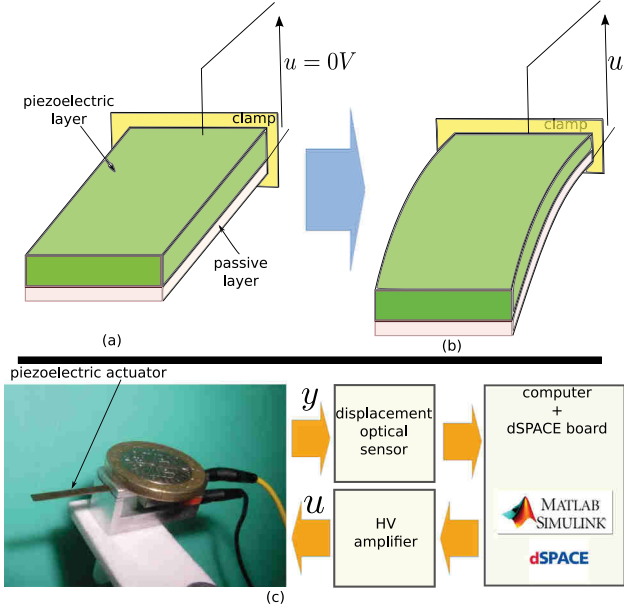 u = 0V
piezoelectric
layer
clamp
passive
layer
(a)
u
clamp
(b)
piezoelectric actuator
(c)
y
displacement
optical
sensor
u
HV
amplifier
computer
+
dSPACE board
MATLAB
SIMULINK
dSPACE